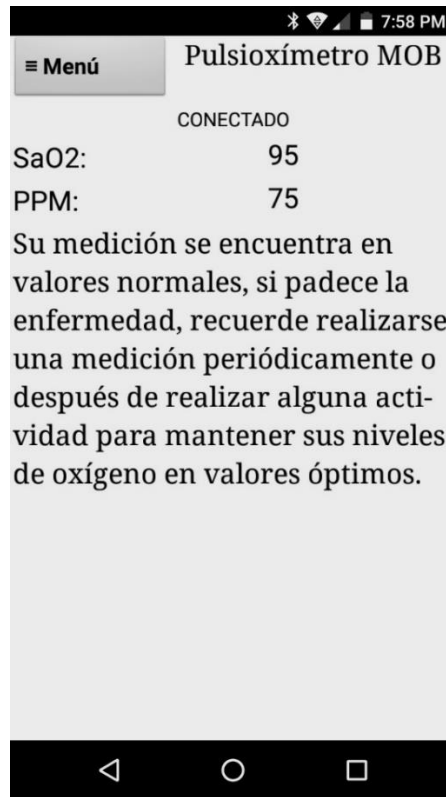 7:58 PM
≡ Menú
Pulsioxímetro MOB
CONECTADO
SaO2: 95
PPM: 75
Su medición se encuentra en
valores normales, si padece la
enfermedad, recuerde realizarse
una medición periódicamente o
después de realizar alguna acti-
vidad para mantener sus niveles
de oxígeno en valores óptimos.